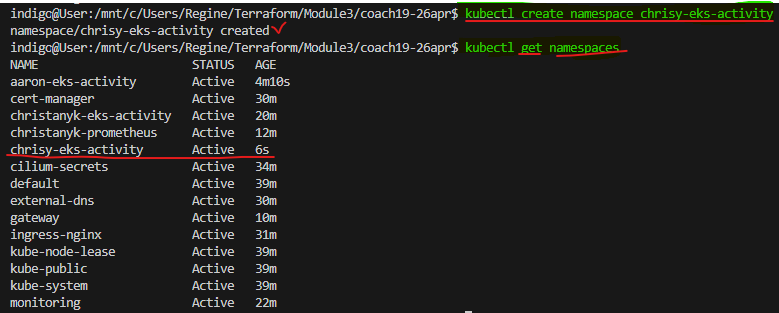 indigc@User:/mnt/c/Users/Regine/Terraform/Module3/coach19-26apr$ kubectl create namespace chrisy-eks-activity
namespace/chrisy-eks-activity created
indigc@User:/mnt/c/Users/Regine/Terraform/Module3/coach19-26apr$ kubectl get namespaces
NAME STATUS AGE
aaron-eks-activity Active 4m10s
cert-manager Active 30m
christanyk-eks-activity Active 20m
christanyk-prometheus Active 12m
chrisy-eks-activity Active 6s
cilium-secrets Active 34m
default Active 39m
external-dns Active 30m
gateway Active 10m
ingress-nginx Active 31m
kube-node-lease Active 39m
kube-public Active 39m
kube-system Active 39m
monitoring Active 22m